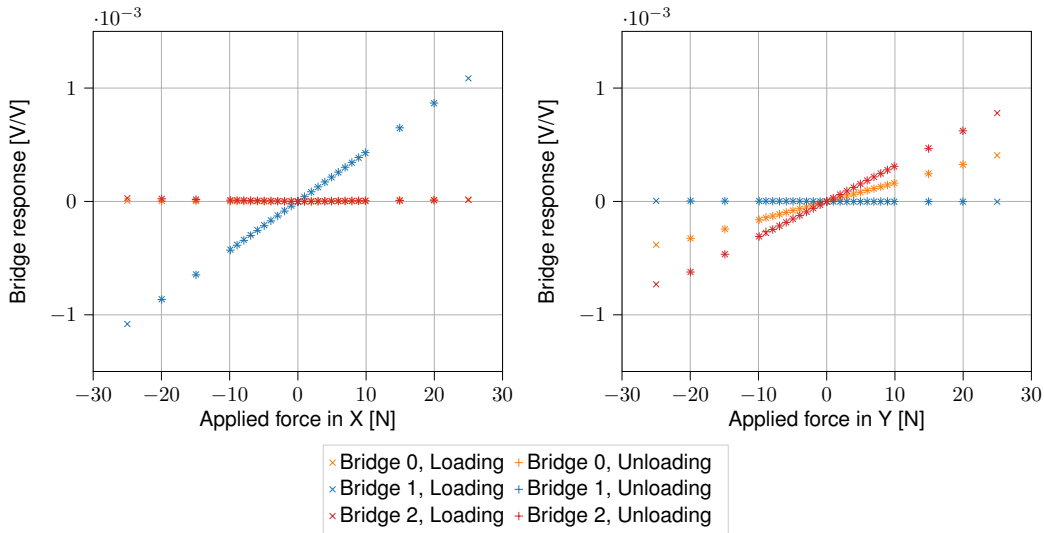 ·10⁻³
1
0
−1
−30
−20
−10
0
10
20
30
Bridge response [V/V]
Applied force in X [N]
·10⁻³
1
0
−1
−30
−20
−10
0
10
20
30
Bridge response [V/V]
Applied force in Y [N]
Bridge 0, Loading
Bridge 0, Unloading
Bridge 1, Loading
Bridge 1, Unloading
Bridge 2, Loading
Bridge 2, Unloading